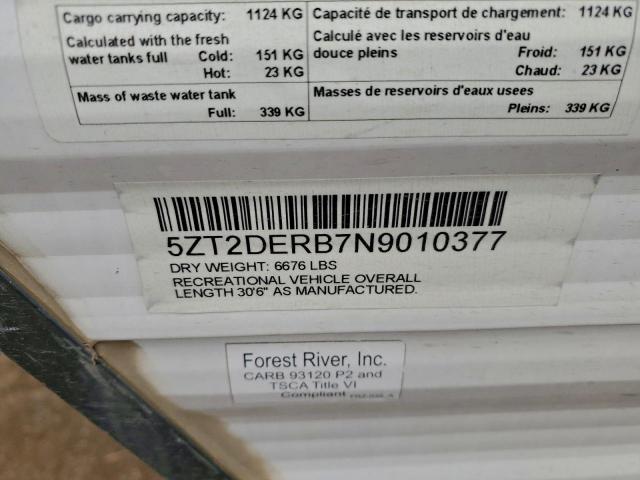 Cargo carrying capacity: 1124 KG
Calculated with the fresh
water tanks full Cold: 151 KG
Hot: 23 KG
Mass of waste water tank
Full: 339 KG
Capacité de transport de chargement: 1124 KG
Calculé avec les reservoirs d'eau
douce pleins Froid: 151 KG
Chaud: 23 KG
Masses de reservoirs d'eaux usees
Pleins: 339 KG
5ZT2DERB7N9010377
DRY WEIGHT: 6676 LBS
RECREATIONAL VEHICLE OVERALL
LENGTH 30'6" AS MANUFACTURED.
Forest River, Inc.
CARB 93120 P2 and
TSCA Title VI
Compliant